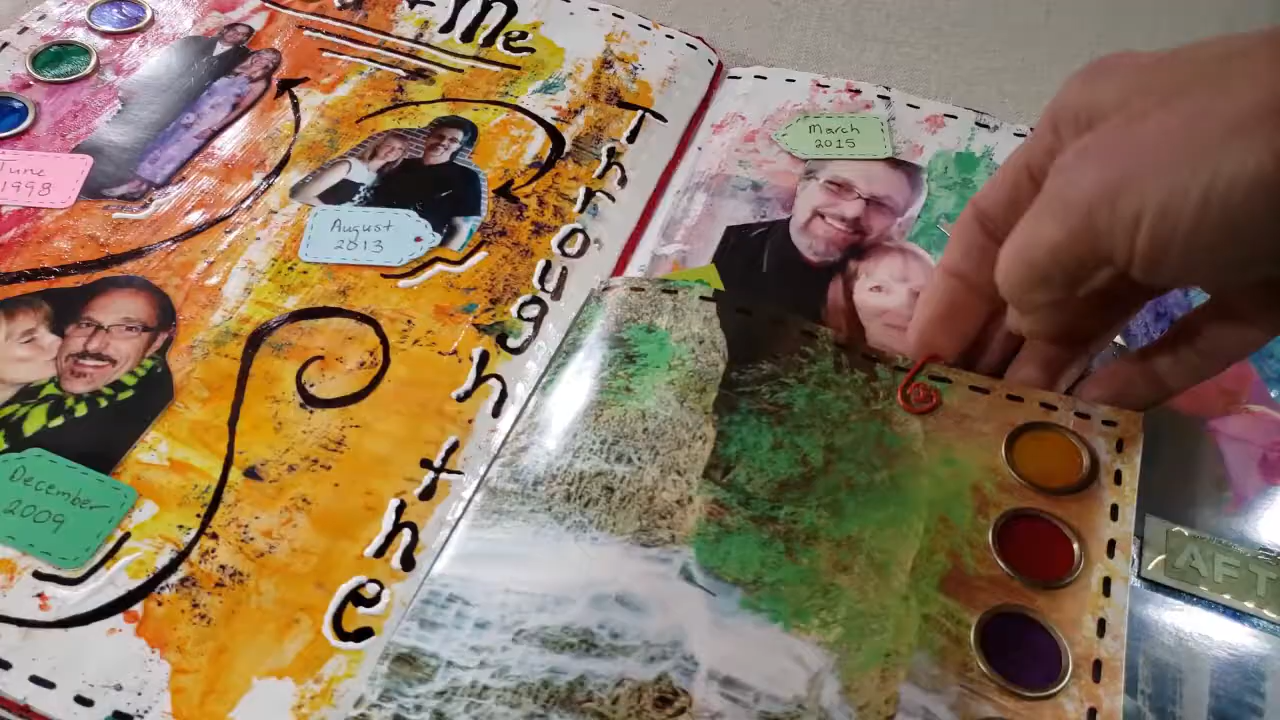 Me
Through
the
June
1998
August
2013
December
2009
March
2015
AFT